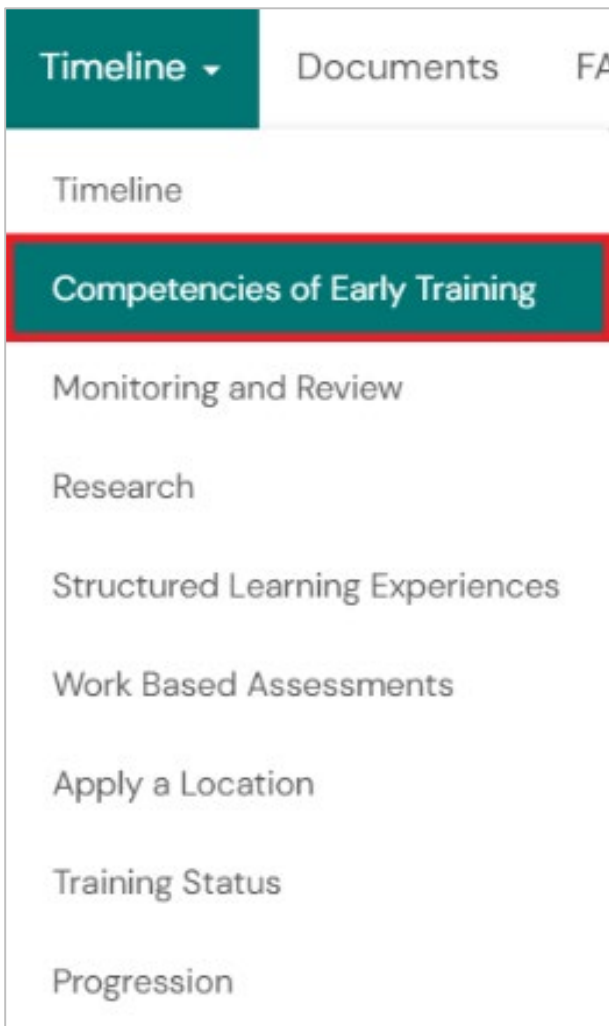 Timeline Documents FA
Timeline
Competencies of Early Training
Monitoring and Review
Research
Structured Learning Experiences
Work Based Assessments
Apply a Location
Training Status
Progression